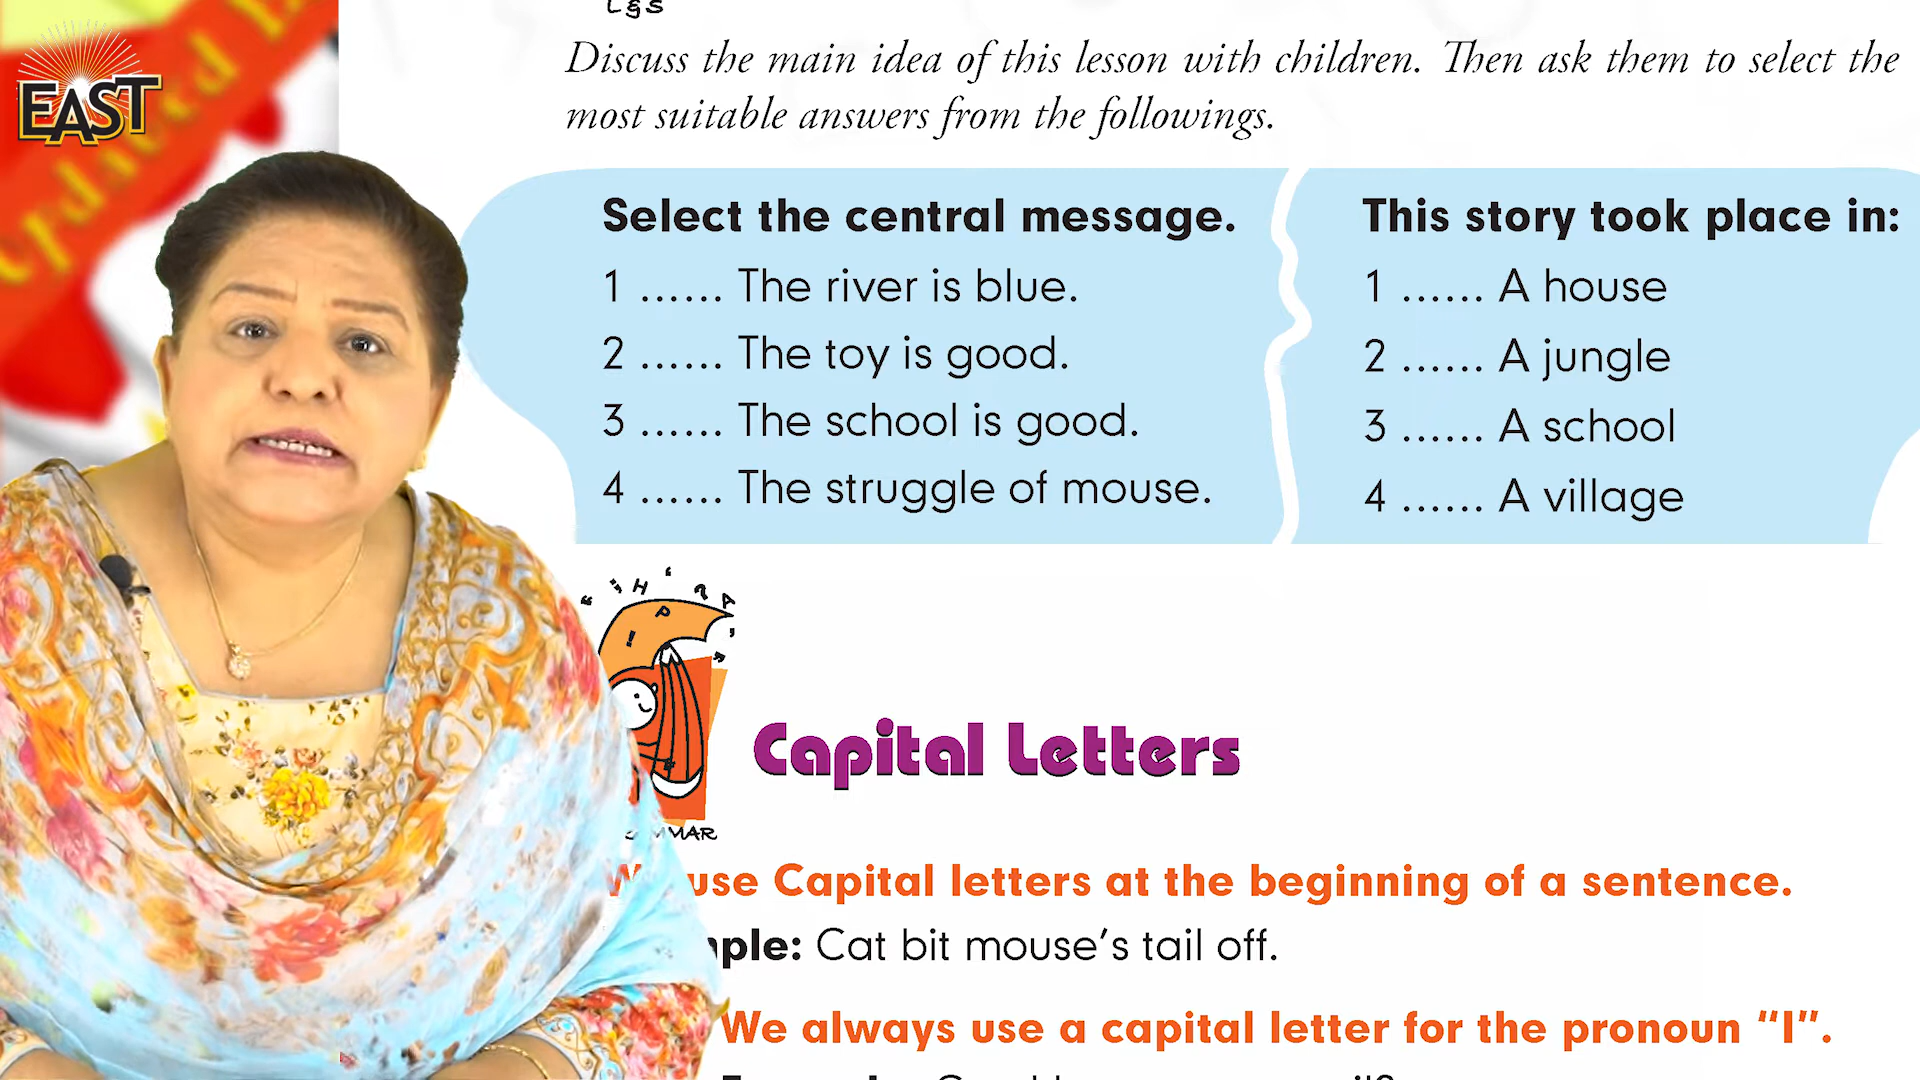 EAST
L&S
Discuss the main idea of this lesson with children. Then ask them to select the
most suitable answers from the followings.
Select the central message.
1 ...... The river is blue.
2 ...... The toy is good.
3 ...... The school is good.
4 ...... The struggle of mouse.
This story took place in:
1 ...... A house
2 ...... A jungle
3 ...... A school
4 ...... A village
Capital Letters
use Capital letters at the beginning of a sentence.
Cat bit mouse’s tail off.
We always use a capital letter for the pronoun “I”.